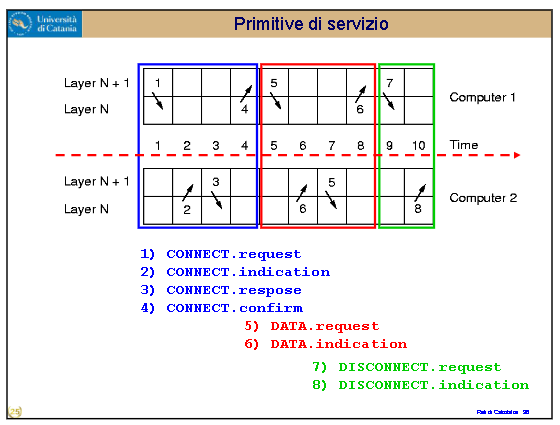 Università
di Catania
Primitive di servizio
Layer N + 1
1
5
7
Computer 1
Layer N
4
6
1 2 3 4 5 6 7 8 9 10
Time
Layer N + 1
3
5
Computer 2
Layer N
2
6
8
1) CONNECT.request
2) CONNECT.indication
3) CONNECT.respose
4) CONNECT.confirm
5) DATA.request
6) DATA.indication
7) DISCONNECT.request
8) DISCONNECT.indication
Reti di Calcolatori